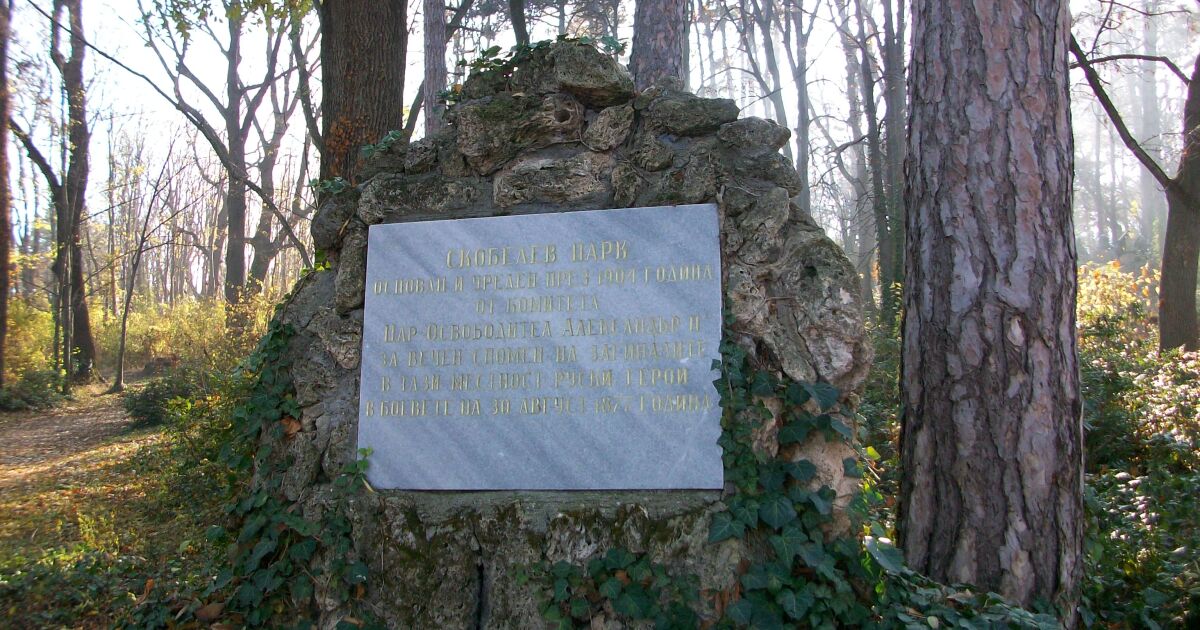 СКОБЕЛЕВ ПАРК
ОСНОВАН И УРЕДЕН ПРЕЗ 1904 ГОДИНА
ОТ КОМИТЕТА
ЦАР-ОСВОБОДИТЕЛ АЛЕКСАНДЪР II
ЗА ВЕЧЕН СПОМЕН НА ЗАГИНАЛИТЕ
В ТАЗИ МЕСТНОСТ РУСКИ ГЕРОИ
В БОЕВЕТЕ НА 30 АВГУСТ 1877 ГОДИНА